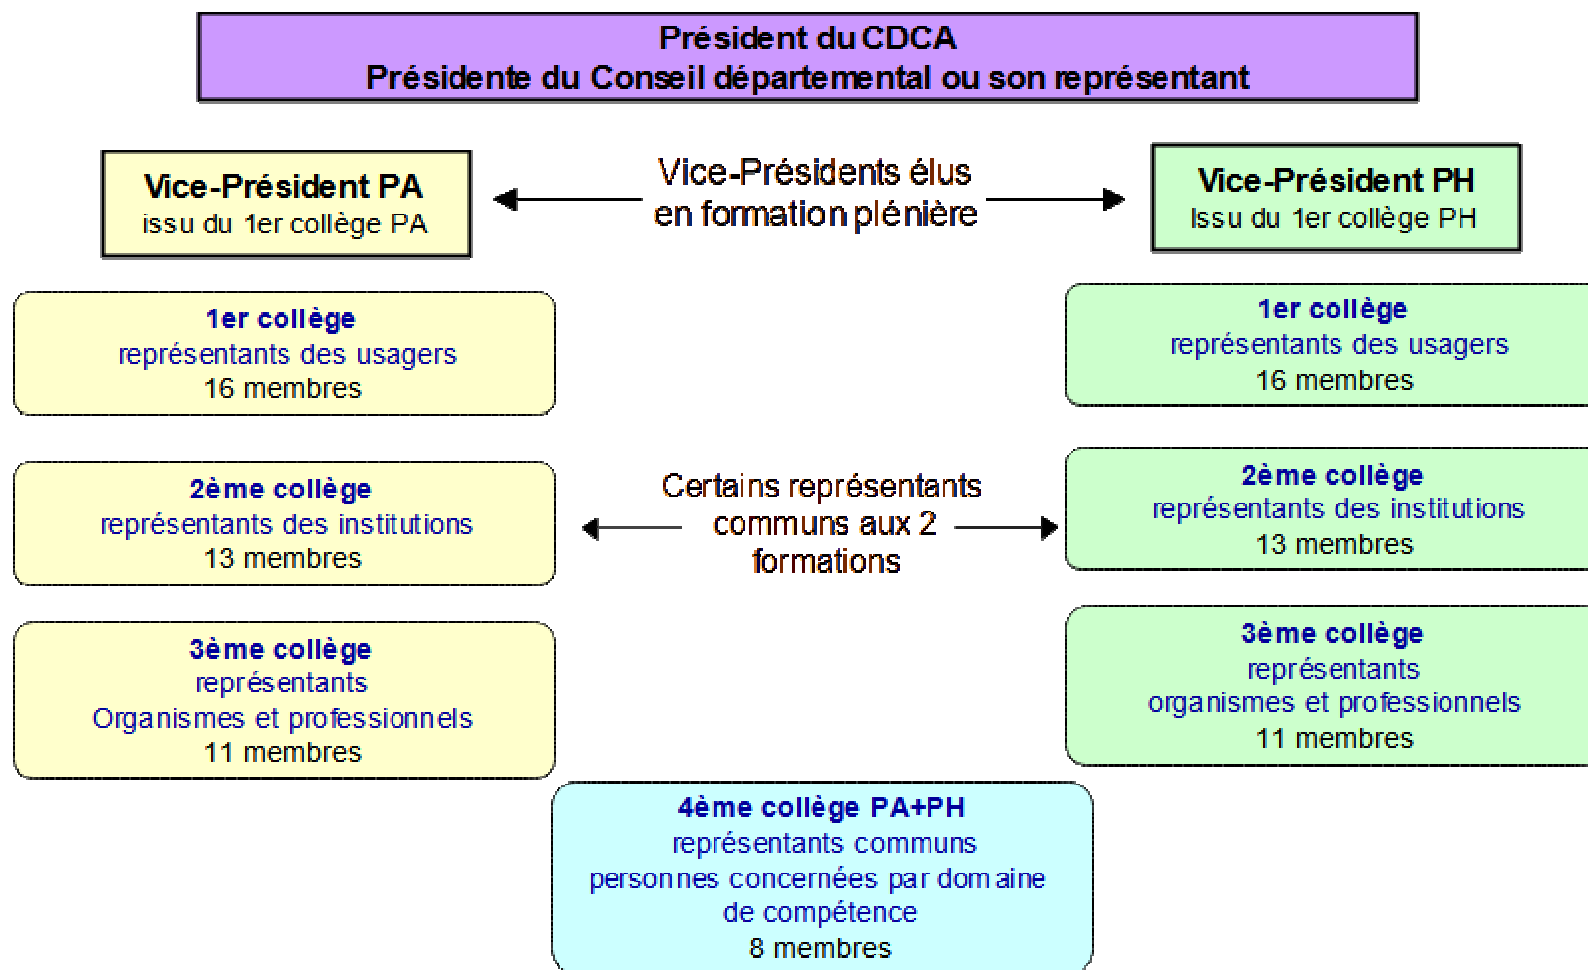 Président du CDCA
Présidente du Conseil départemental ou son représentant
Vice-Président PA
issu du 1er collège PA
Vice-Présidents élus
en formation plénière
Vice-Président PH
Issu du 1er collège PH
1er collège
représentants des usagers
16 membres
1er collège
représentants des usagers
16 membres
2ème collège
représentants des institutions
13 membres
Certains représentants
communs aux 2
formations
2ème collège
représentants des institutions
13 membres
3ème collège
représentants
Organismes et professionnels
11 membres
3ème collège
représentants
organismes et professionnels
11 membres
4ème collège PA+PH
représentants communs
personnes concernées par domaine
de compétence
8 membres